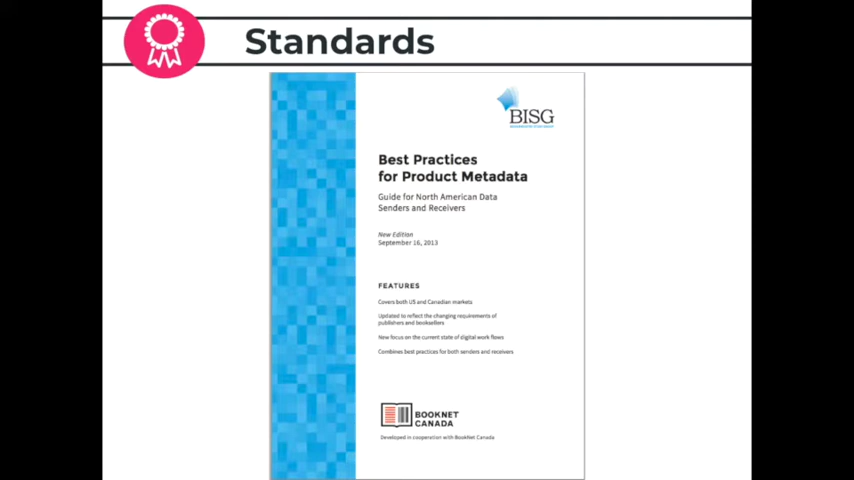 Standards
BISG
Best Practices
for Product Metadata
Guide for North American Data
Senders and Receivers
New Edition
September 16, 2013
FEATURES
Covers both US and Canadian markets
Updated to reflect the changing requirements of
publishers and booksellers
New focus on the current state of digital work flows
Combines best practices for both senders and receivers
BOOKNET
CANADA
Developed in cooperation with BookNet Canada